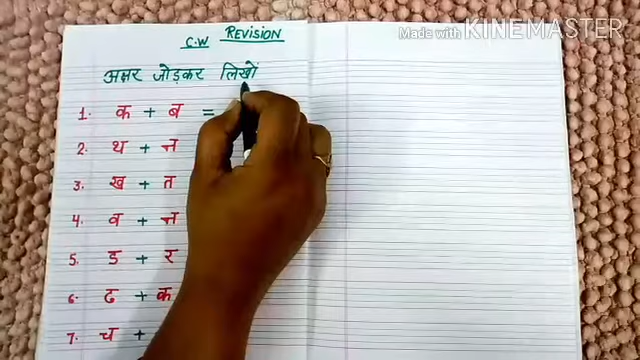 Made with KINEMASTER
C.W REVISION
अक्षर जोड़कर लिखों
1. क + ब =
2. थ + न
3. ख + त
4. व + न
5. ड + र
6. ढ + क
7. च +